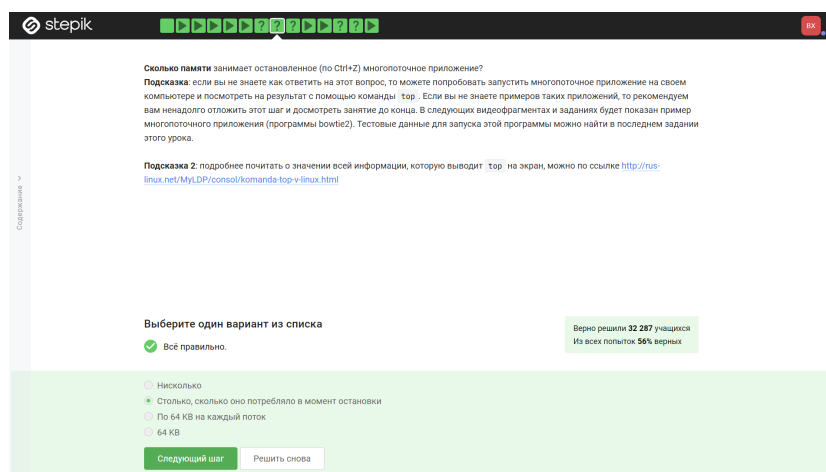 stepik
? ? ? ? ?
BX
Сколько памяти занимает остановленное (по Ctrl+Z) многопоточное приложение?
Подсказка: если вы не знаете как ответить на этот вопрос, то можете попробовать запустить многопоточное приложение на своем
компьютере и посмотреть на результат с помощью команды top . Если вы не знаете примеров таких приложений, то рекомендуем
вам ненадолго отложить этот шаг и досмотреть занятие до конца. В следующих видеофрагментах и заданиях будет показан пример
многопоточного приложения (программы bowtie2). Тестовые данные для запуска этой программы можно найти в последнем задании
этого урока.
Подсказка 2: подробнее почитать о значении всей информации, которую выводит top на экран, можно по ссылке http://rus-
linux.net/MyLDP/consol/komanda-top-v-linux.html
Содержание
Выберите один вариант из списка
Всё правильно.
Верно решили 32 287 учащихся
Из всех попыток 56% верных
Нисколько
Столько, сколько оно потребляло в момент остановки
По 64 KB на каждый поток
64 KB
Следующий шаг
Решить снова